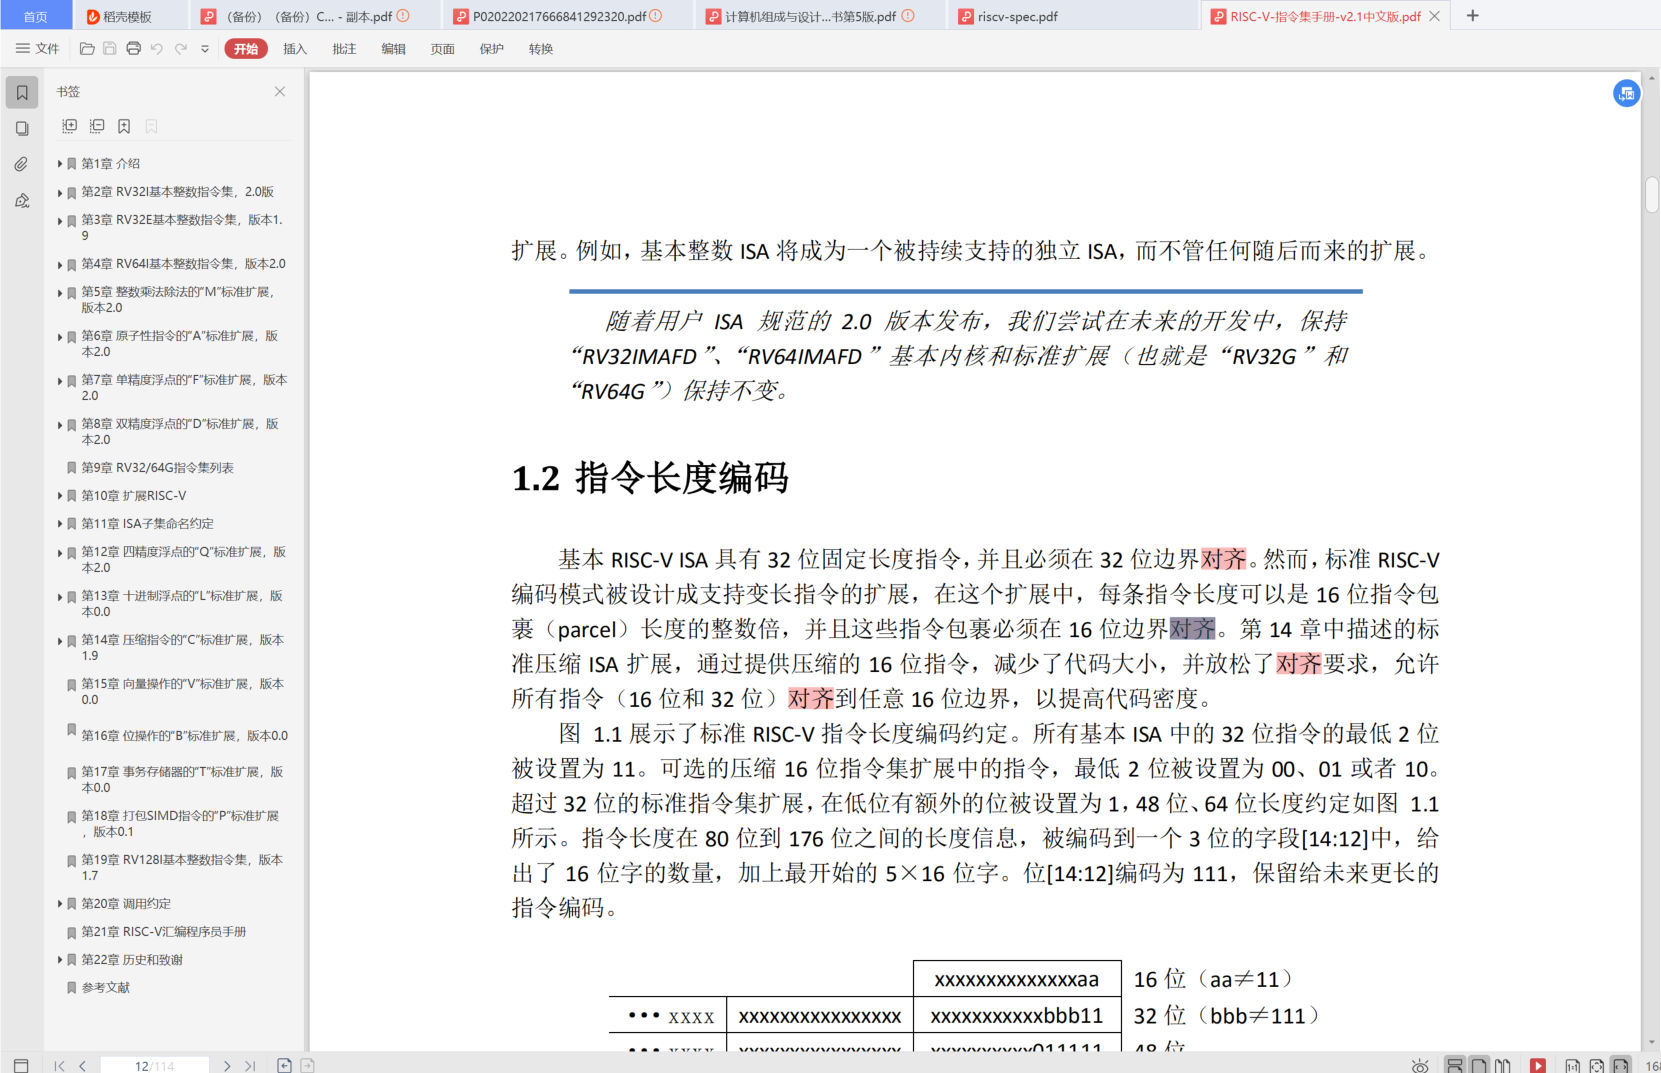 首页
稻壳模板
（备份）（备份）C... - 副本.pdf
P020220217666841292320.pdf
计算机组成与设计...书第5版.pdf
riscv-spec.pdf
RISC-V-指令集手册-v2.1中文版.pdf
文件
开始
插入
批注
编辑
页面
保护
转换
书签
第1章 介绍
第2章 RV32I基本整数指令集，2.0版
第3章 RV32E基本整数指令集，版本1.
9
第4章 RV64I基本整数指令集，版本2.0
第5章 整数乘法除法的“M”标准扩展，
版本2.0
第6章 原子性指令的“A”标准扩展，版
本2.0
第7章 单精度浮点的“F”标准扩展，版本
2.0
第8章 双精度浮点的“D”标准扩展，版
本2.0
第9章 RV32/64G指令集列表
第10章 扩展RISC-V
第11章 ISA子集命名约定
第12章 四精度浮点的“Q”标准扩展，版
本2.0
第13章 十进制浮点的“L”标准扩展，版
本0.0
第14章 压缩指令的“C”标准扩展，版本
1.9
第15章 向量操作的“V”标准扩展，版本
0.0
第16章 位操作的“B”标准扩展，版本0.0
第17章 事务存储器的“T”标准扩展，版
本0.0
第18章 打包SIMD指令的“P”标准扩展
，版本0.1
第19章 RV128I基本整数指令集，版本
1.7
第20章 调用约定
第21章 RISC-V汇编程序员手册
第22章 历史和致谢
参考文献
扩展。例如，基本整数 ISA 将成为一个被持续支持的独立 ISA，而不管任何随后而来的扩展。
随着用户 ISA 规范的 2.0 版本发布，我们尝试在未来的开发中，保持
“RV32IMAFD”、“RV64IMAFD”基本内核和标准扩展（也就是“RV32G”和
“RV64G”）保持不变。
1.2 指令长度编码
基本 RISC-V ISA 具有 32 位固定长度指令，并且必须在 32 位边界对齐。然而，标准 RISC-V
编码模式被设计成支持变长指令的扩展，在这个扩展中，每条指令长度可以是 16 位指令包
裹（parcel）长度的整数倍，并且这些指令包裹必须在 16 位边界对齐。第 14 章中描述的标
准压缩 ISA 扩展，通过提供压缩的 16 位指令，减少了代码大小，并放松了对齐要求，允许
所有指令（16 位和 32 位）对齐到任意 16 位边界，以提高代码密度。
图 1.1 展示了标准 RISC-V 指令长度编码约定。所有基本 ISA 中的 32 位指令的最低 2 位
被设置为 11。可选的压缩 16 位指令集扩展中的指令，最低 2 位被设置为 00、01 或者 10。
超过 32 位的标准指令集扩展，在低位有额外的位被设置为 1，48 位、64 位长度约定如图 1.1
所示。指令长度在 80 位到 176 位之间的长度信息，被编码到一个 3 位的字段[14:12]中，给
出了 16 位字的数量，加上最开始的 5×16 位字。位[14:12]编码为 111，保留给未来更长的
指令编码。
xxxxxxxxxxxxxxaa 16 位（aa≠11）
••• xxxx xxxxxxxxxxxxxxxx xxxxxxxxxxxbbb11 32 位（bbb≠111）
••• xxxx xxxxxxxxxxxxxxxx xxxxxxxxxx011111 48 位
12/114
168